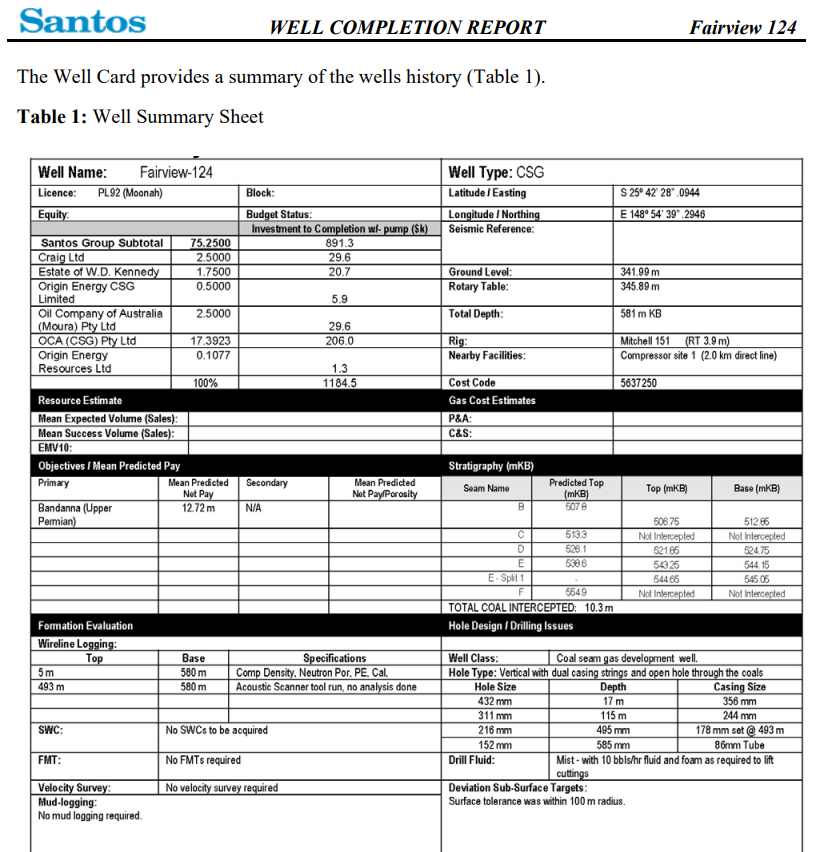 Santos
WELL COMPLETION REPORT
Fairview 124
The Well Card provides a summary of the wells history (Table 1).
Table 1: Well Summary Sheet
Well Name: Fairview-124 Well Type: CSG
Licence: PL92 (Moonah) Block: Latitude / Easting S 25º 42' 28" .0944
Equity: Budget Status: Longitude / Northing E 148º 54' 39" .2946
Investment to Completion w/- pump ($k) Seismic Reference:
Santos Group Subtotal 75.2500 891.3
Craig Ltd 2.5000 29.6
Estate of W.D. Kennedy 1.7500 20.7 Ground Level: 341.99 m
Origin Energy CSG 0.5000 Rotary Table: 345.89 m
Limited 5.9
Oil Company of Australia 2.5000 Total Depth: 581 m KB
(Moura) Pty Ltd 29.6
OCA (CSG) Pty Ltd 17.3923 206.0 Rig: Mitchell 151 (RT 3.9 m)
Origin Energy 0.1077 Nearby Facilities: Compressor site 1 (2.0 km direct line)
Resources Ltd 1.3
100% 1184.5 Cost Code 5637250
Resource Estimate Gas Cost Estimates
Mean Expected Volume (Sales): P&A:
Mean Success Volume (Sales): C&S:
EMV10:
Objectives / Mean Predicted Pay Stratigraphy (mKB)
Primary Mean Predicted Secondary Mean Predicted Seam Name Predicted Top Top (mKB) Base (mKB)
Net Pay Net Pay/Porosity (mKB)
Bandanna (Upper 12.72 m N/A B 507.8
Permian) 506.75 512.85
C 513.3 Not Intercepted Not Intercepted
D 526.1 521.85 524.75
E 538.6 543.25 544.15
E - Split 1 - 544.65 545.05
F 554.9 Not Intercepted Not Intercepted
TOTAL COAL INTERCEPTED: 10.3 m
Formation Evaluation Hole Design / Drilling Issues
Wireline Logging:
Top Base Specifications Well Class: Coal seam gas development well.
5 m 580 m Comp Density, Neutron Por, PE, Cal, Hole Type: Vertical with dual casing strings and open hole through the coals
493 m 580 m Acoustic Scanner tool run, no analysis done Hole Size Depth Casing Size
432 mm 17 m 356 mm
311 mm 115 m 244 mm
SWC: No SWCs to be acquired 216 mm 495 mm 178 mm set @ 493 m
152 mm 585 mm 86mm Tube
FMT: No FMTs required Drill Fluid: Mist - with 10 bbls/hr fluid and foam as required to lift
cuttings
Velocity Survey: No velocity survey required Deviation Sub-Surface Targets:
Mud-logging: Surface tolerance was within 100 m radius.
No mud logging required.